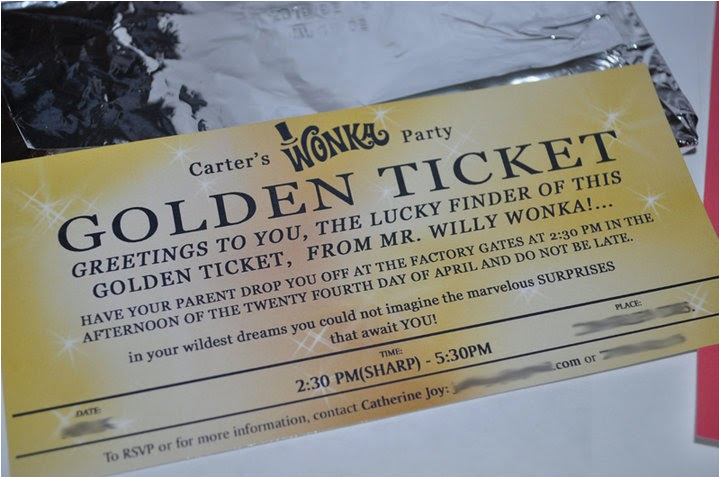 Carter's WONKA Party
GOLDEN TICKET
GREETINGS TO YOU, THE LUCKY FINDER OF THIS
GOLDEN TICKET, FROM MR. WILLY WONKA!...
HAVE YOUR PARENT DROP YOU OFF AT THE FACTORY GATES AT 2:30 PM IN THE
AFTERNOON OF THE TWENTY FOURTH DAY OF APRIL AND DO NOT BE LATE.
in your wildest dreams you could not imagine the marvelous SURPRISES
that await YOU!
TIME:
PLACE:
2:30 PM(SHARP) - 5:30PM
DATE:
To RSVP or for more information, contact Catherine Joy: .com or